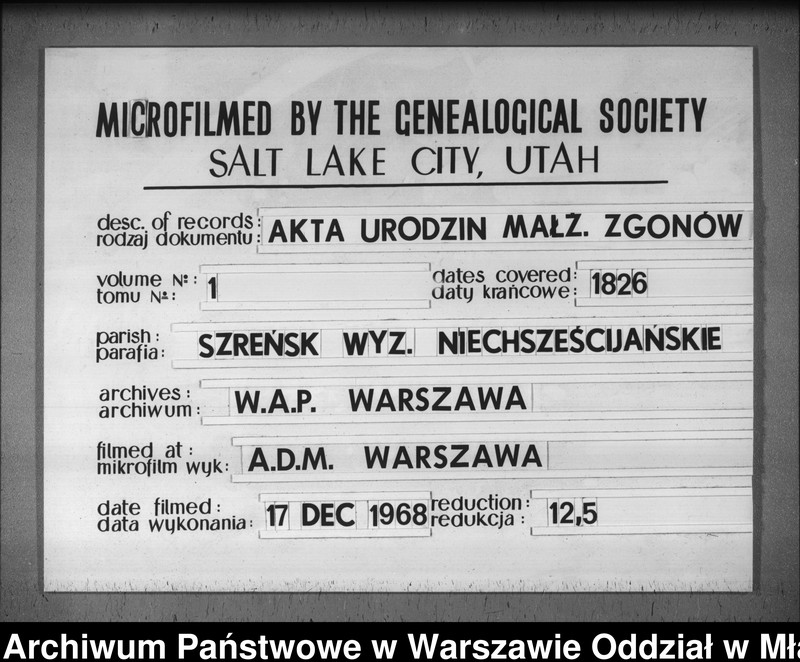 MICROFILMED BY THE GENEALOGICAL SOCIETY
SALT LAKE CITY, UTAH
desc. of records:
rodzaj dokumentu: AKTA URODZIN MAŁŻ. ZGONÓW
volume №: 1 dates covered: 1826
tomu №: daty krańcowe:
parish: SZREŃSK WYZ. NIECHSZEŚCIJAŃSKIE
parafia:
archives: W.A.P. WARSZAWA
archiwum:
filmed at: A.D.M. WARSZAWA
mikrofilm wyk:
date filmed: 17 DEC 1968 reduction: 12,5
data wykonania: redukcja:
Archiwum Państwowe w Warszawie Oddział w